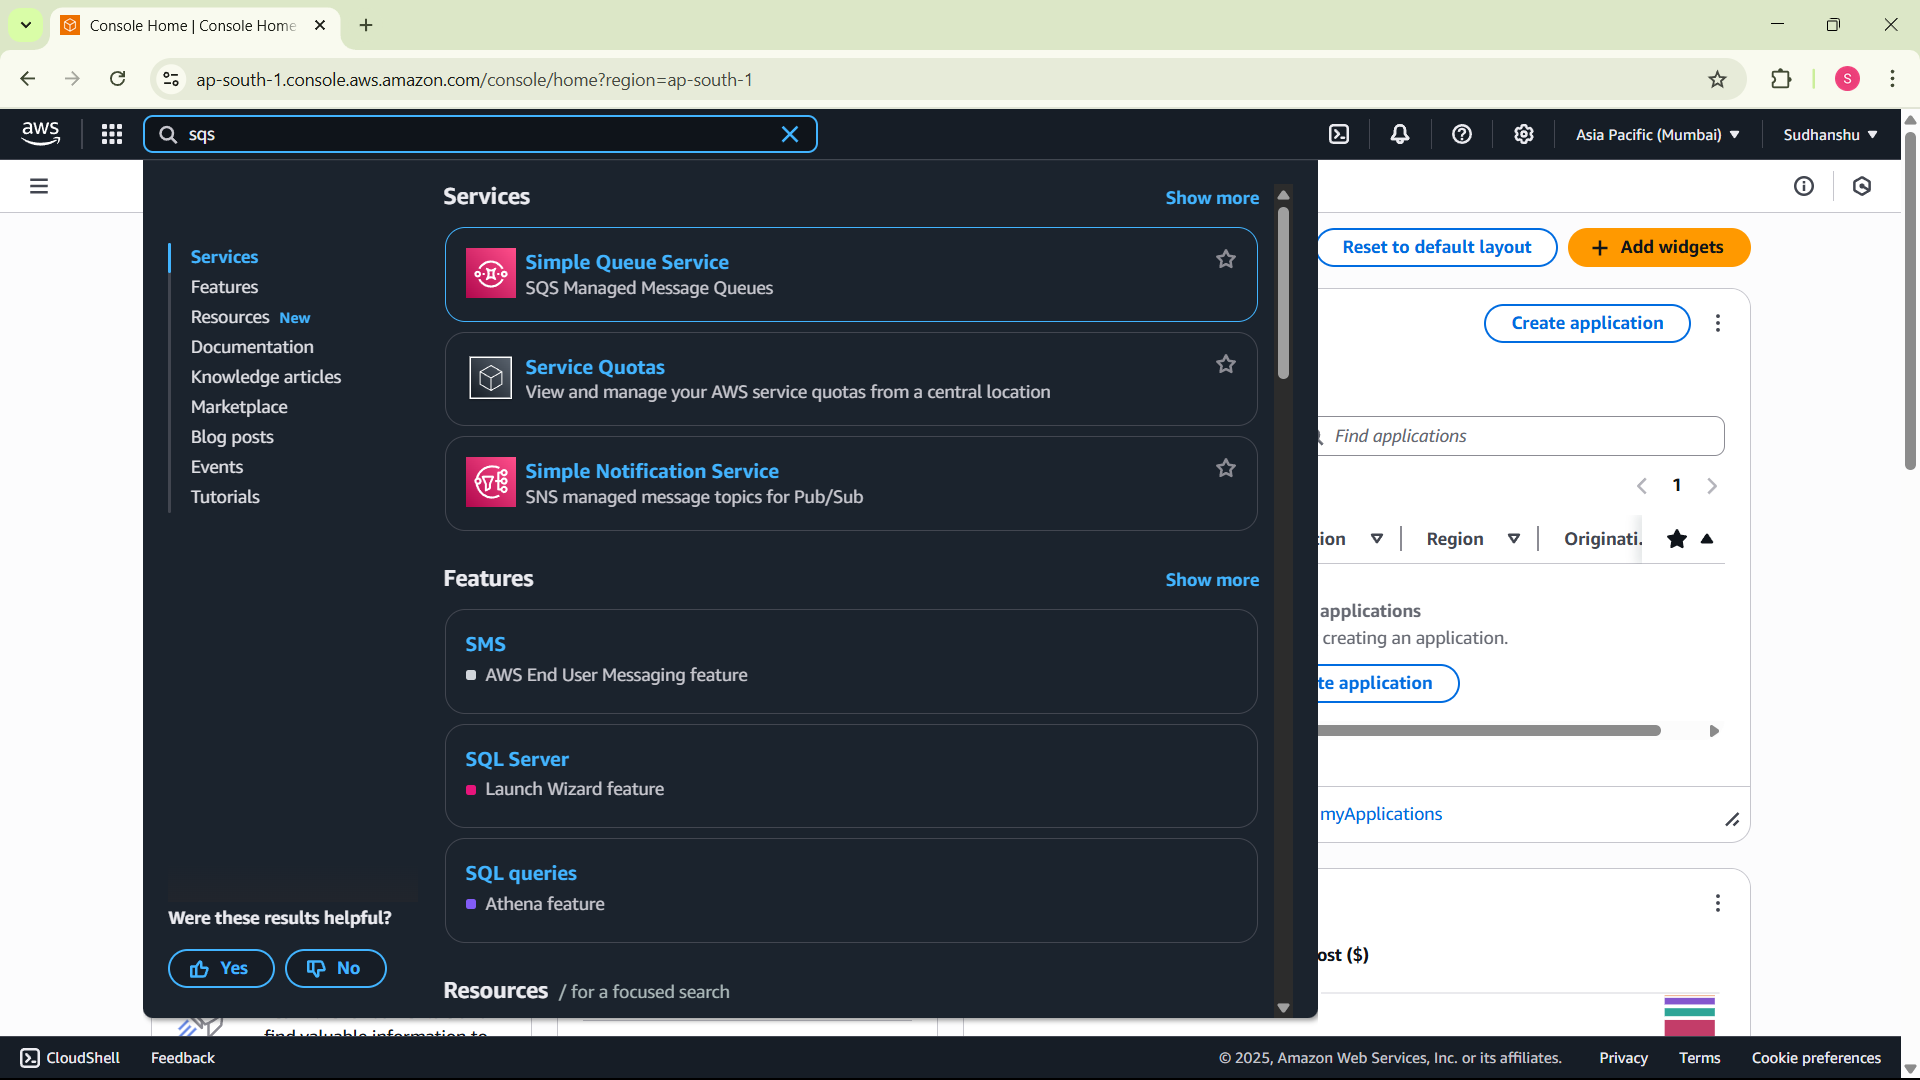 Console Home | Console Home
ap-south-1.console.aws.amazon.com/console/home?region=ap-south-1
S
aws
sqs
Asia Pacific (Mumbai)
Sudhanshu
Services
Features
Resources New
Documentation
Knowledge articles
Marketplace
Blog posts
Events
Tutorials
Were these results helpful?
Yes
No
Services
Show more
Simple Queue Service
SQS Managed Message Queues
Service Quotas
View and manage your AWS service quotas from a central location
Simple Notification Service
SNS managed message topics for Pub/Sub
Features
Show more
SMS
AWS End User Messaging feature
SQL Server
Launch Wizard feature
SQL queries
Athena feature
Resources / for a focused search
Reset to default layout
Add widgets
Create application
Find applications
1
tion
Region
Originati.
applications
creating an application.
te application
myApplications
ost ($)
find valuable information to
CloudShell
Feedback
© 2025, Amazon Web Services, Inc. or its affiliates.
Privacy
Terms
Cookie preferences